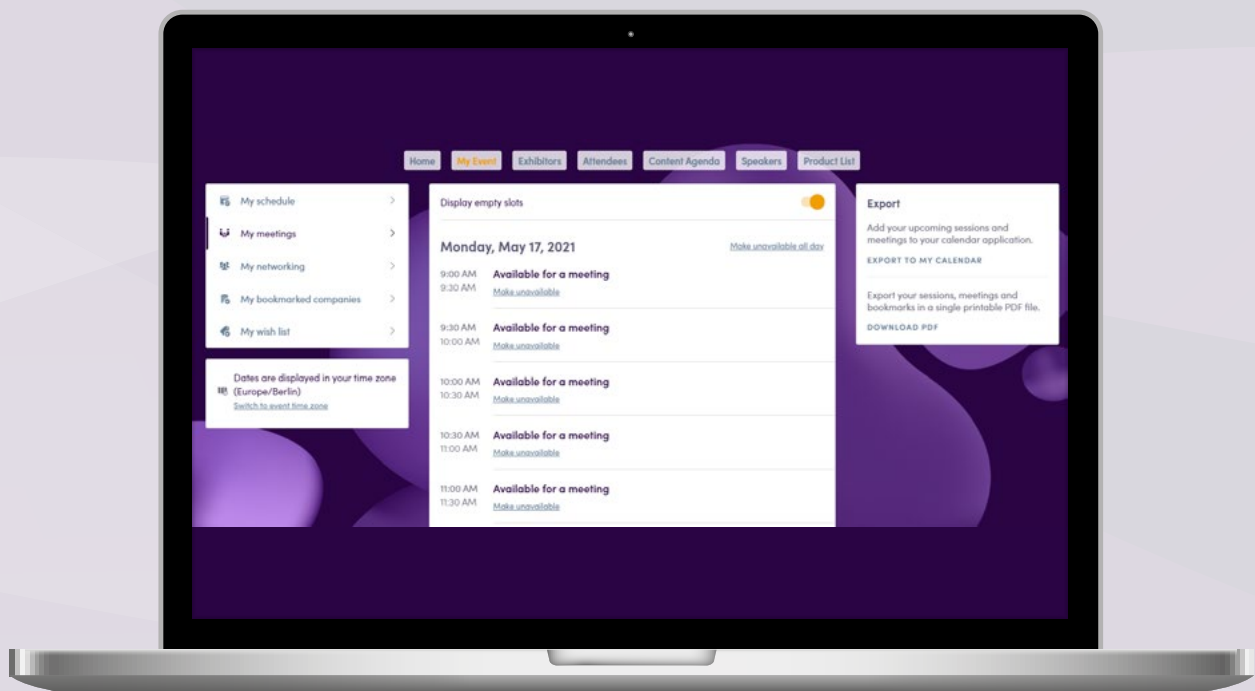 Home
My Event
Exhibitors
Attendees
Content Agenda
Speakers
Product List
My schedule
My meetings
My networking
My bookmarked companies
My wish list
Dates are displayed in your time zone
(Europe/Berlin)
Switch to event time zone
Display empty slots
Monday, May 17, 2021
Make unavailable all day
9:00 AM
9:30 AM
Available for a meeting
Make unavailable
9:30 AM
10:00 AM
Available for a meeting
Make unavailable
10:00 AM
10:30 AM
Available for a meeting
Make unavailable
10:30 AM
11:00 AM
Available for a meeting
Make unavailable
11:00 AM
11:30 AM
Available for a meeting
Make unavailable
Export
Add your upcoming sessions and
meetings to your calendar application.
EXPORT TO MY CALENDAR
Export your sessions, meetings and
bookmarks in a single printable PDF file.
DOWNLOAD PDF